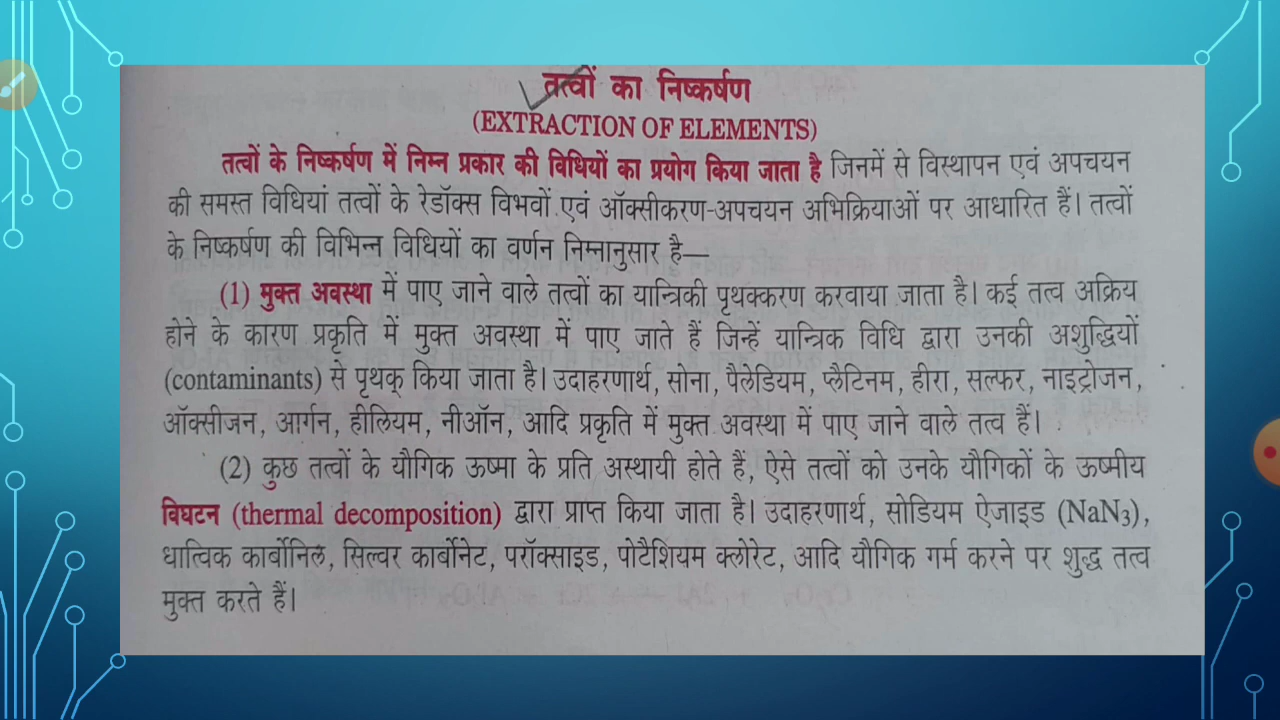 तत्वों का निष्कर्षण
(EXTRACTION OF ELEMENTS)
तत्वों के निष्कर्षण में निम्न प्रकार की विधियों का प्रयोग किया जाता है जिनमें से विस्थापन एवं अपचयन
की समस्त विधियां तत्वों के रेडॉक्स विभवों एवं ऑक्सीकरण-अपचयन अभिक्रियाओं पर आधारित हैं। तत्वों
के निष्कर्षण की विभिन्न विधियों का वर्णन निम्नानुसार है—
(1) मुक्त अवस्था में पाए जाने वाले तत्वों का यान्त्रिकी पृथक्करण करवाया जाता है। कई तत्व अक्रिय
होने के कारण प्रकृति में मुक्त अवस्था में पाए जाते हैं जिन्हें यान्त्रिक विधि द्वारा उनकी अशुद्धियों
(contaminants) से पृथक् किया जाता है। उदाहरणार्थ, सोना, पैलेडियम, प्लैटिनम, हीरा, सल्फर, नाइट्रोजन,
ऑक्सीजन, आर्गन, हीलियम, नीऑन, आदि प्रकृति में मुक्त अवस्था में पाए जाने वाले तत्व हैं।
(2) कुछ तत्वों के यौगिक ऊष्मा के प्रति अस्थायी होते हैं, ऐसे तत्वों को उनके यौगिकों के ऊष्मीय
विघटन (thermal decomposition) द्वारा प्राप्त किया जाता है। उदाहरणार्थ, सोडियम ऐजाइड (NaN₃),
धात्विक कार्बोनिल, सिल्वर कार्बोनेट, परॉक्साइड, पोटैशियम क्लोरेट, आदि यौगिक गर्म करने पर शुद्ध तत्व
मुक्त करते हैं।